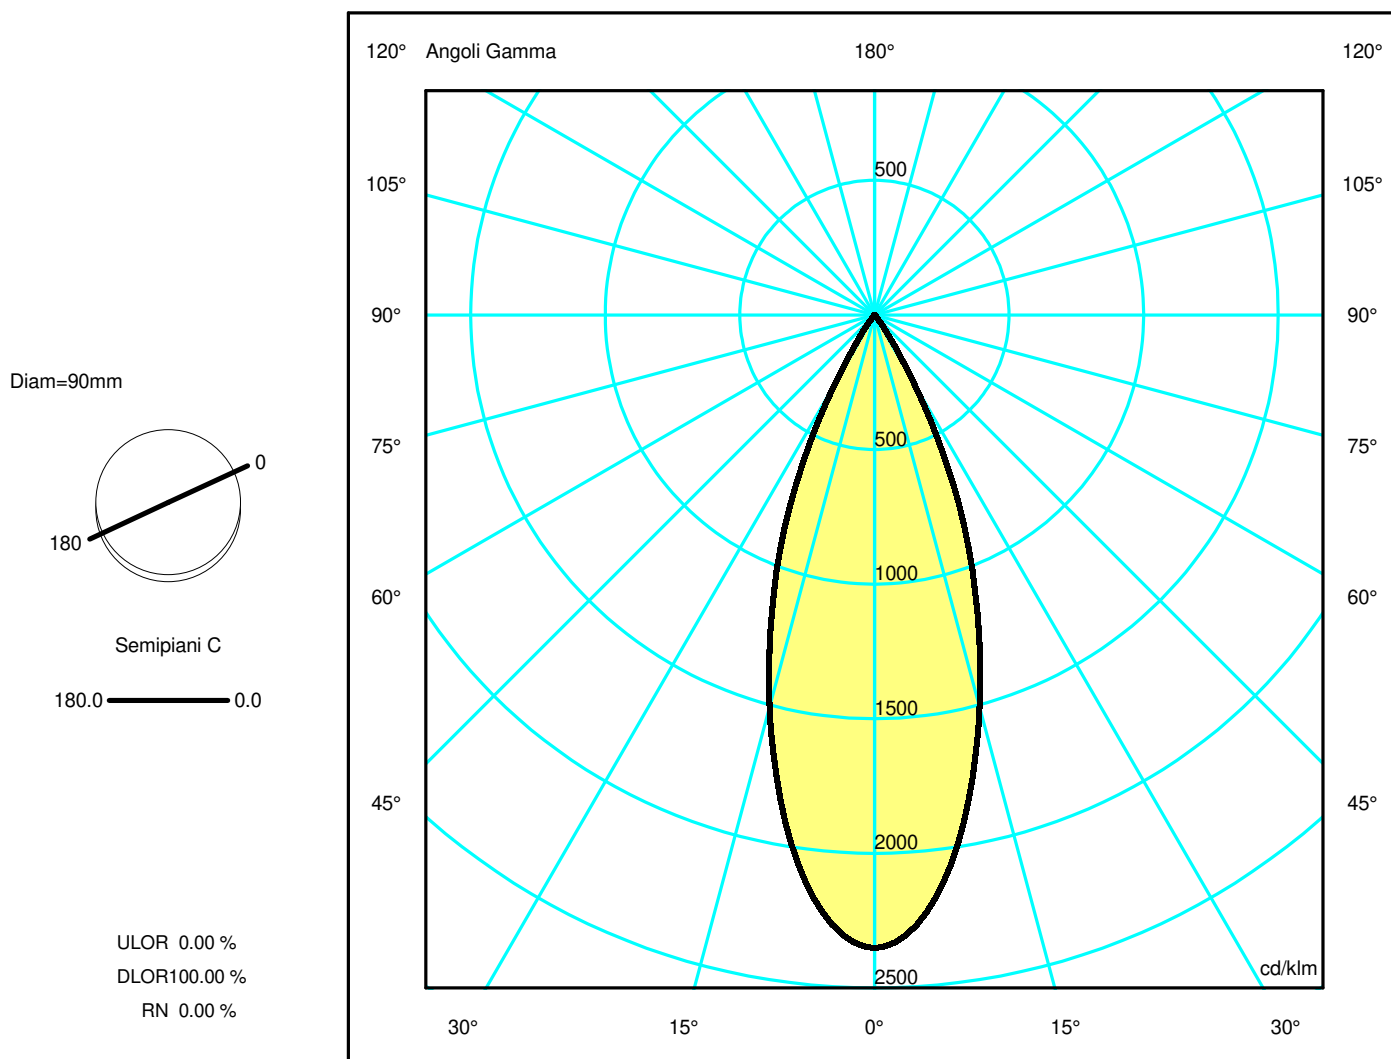 120° Angoli Gamma 180° 120°
105° 500 105°
90° 90°
Diam=90mm
75° 500 75°
0
180
1000
60° 60°
Semipiani C
180.0 0.0
1500
45° 45°
2000
ULOR 0.00 %
DLOR100.00 %
RN 0.00 %
cd/klm
2500
30° 15° 0° 15° 30°